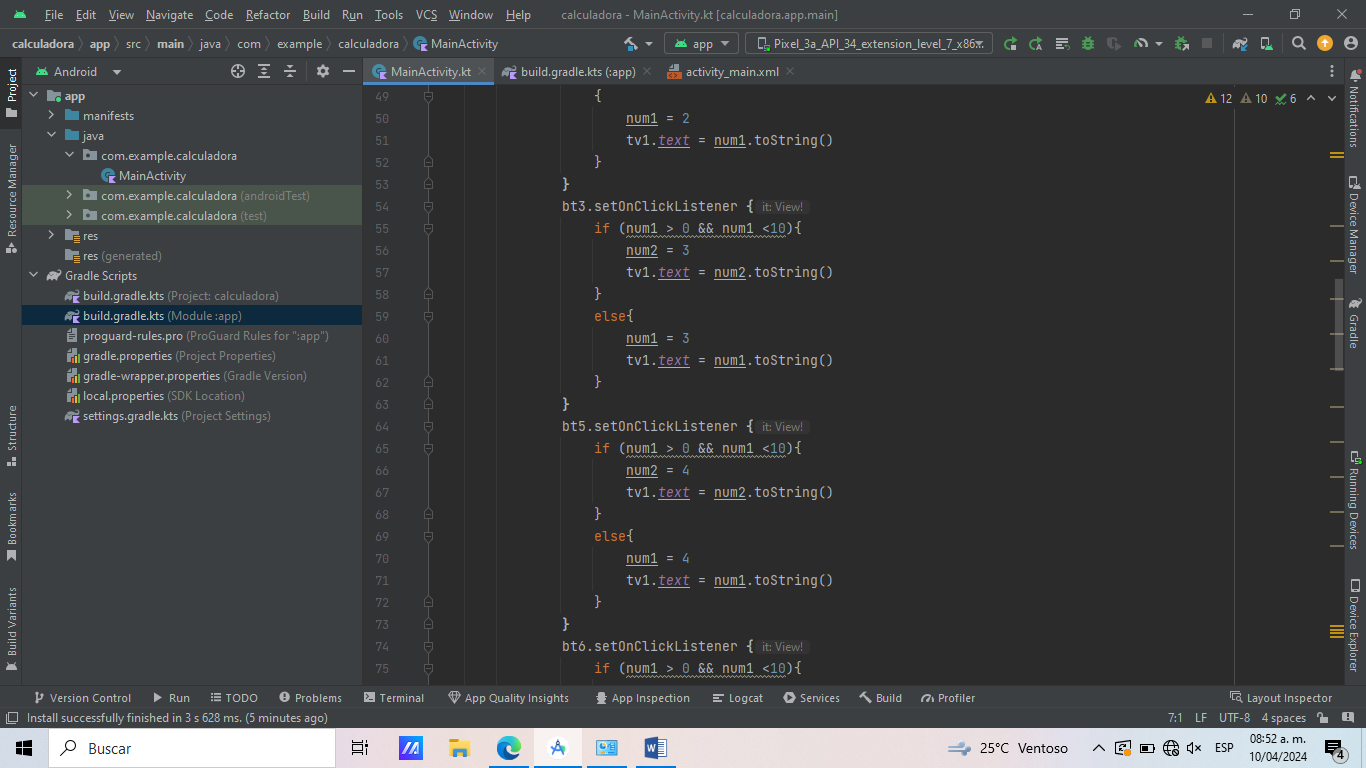 File Edit View Navigate Code Refactor Build Run Tools VCS Window Help calculadora - MainActivity.kt [calculadora.app.main]
calculadora app src main java com example calculadora MainActivity app Pixel_3a_API_34_extension_level_7_x86
Android MainActivity.kt build.gradle.kts (:app) activity_main.xml
Project
Resource Manager
Structure
Bookmarks
Build Variants
app
manifests
java
com.example.calculadora
MainActivity
com.example.calculadora (androidTest)
com.example.calculadora (test)
res
res (generated)
Gradle Scripts
build.gradle.kts (Project: calculadora)
build.gradle.kts (Module :app)
proguard-rules.pro (ProGuard Rules for ":app")
gradle.properties (Project Properties)
gradle-wrapper.properties (Gradle Version)
local.properties (SDK Location)
settings.gradle.kts (Project Settings)
12 10 6
49 {
50 num1 = 2
51 tv1.text = num1.toString()
52 }
53 }
54 bt3.setOnClickListener { it: View!
55 if (num1 > 0 && num1 <10){
56 num2 = 3
57 tv1.text = num2.toString()
58 }
59 else{
60 num1 = 3
61 tv1.text = num1.toString()
62 }
63 }
64 bt5.setOnClickListener { it: View!
65 if (num1 > 0 && num1 <10){
66 num2 = 4
67 tv1.text = num2.toString()
68 }
69 else{
70 num1 = 4
71 tv1.text = num1.toString()
72 }
73 }
74 bt6.setOnClickListener { it: View!
75 if (num1 > 0 && num1 <10){
Notifications
Device Manager
Gradle
Running Devices
Device Explorer
Version Control Run TODO Problems Terminal App Quality Insights App Inspection Logcat Services Build Profiler Layout Inspector
Install successfully finished in 3 s 628 ms. (5 minutes ago) 7:1 LF UTF-8 4 spaces
Buscar 25°C Ventoso ESP 08:52 a. m.
10/04/2024 4